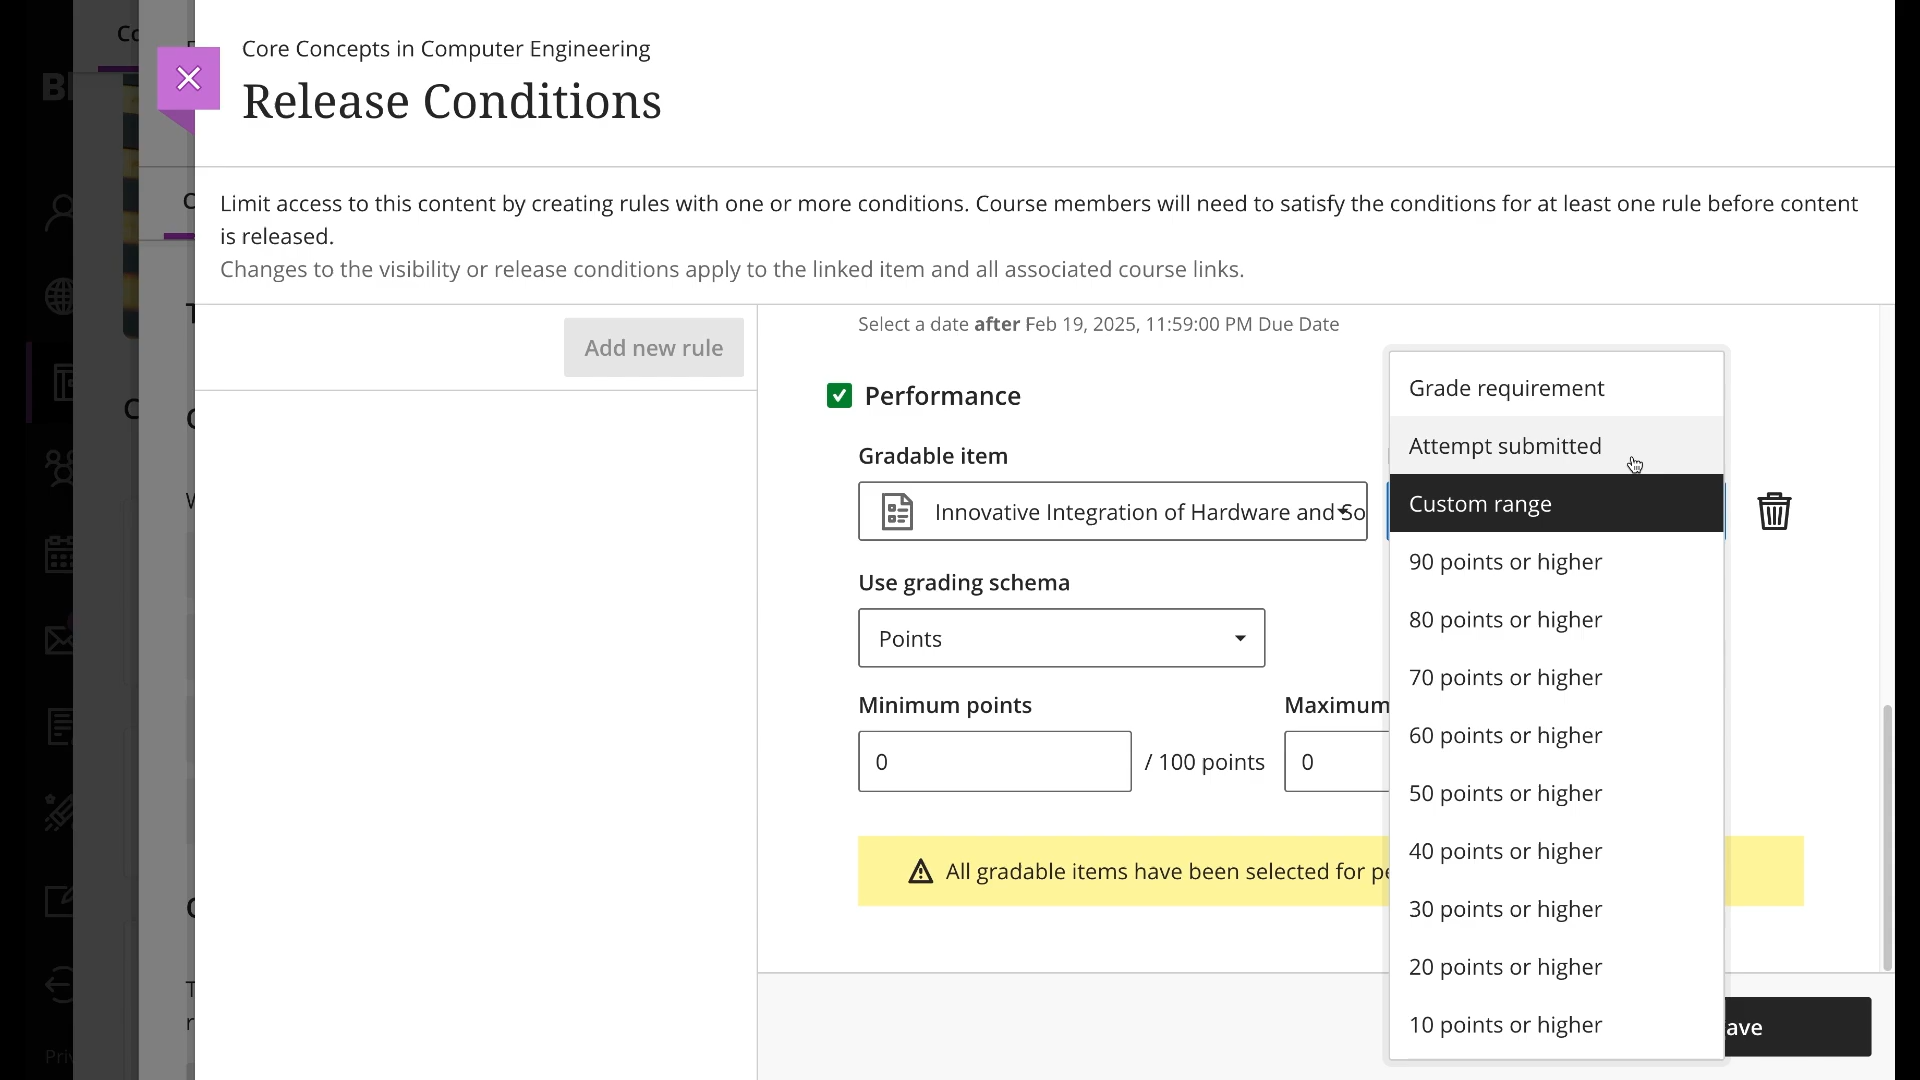 Core Concepts in Computer Engineering
Release Conditions
Limit access to this content by creating rules with one or more conditions. Course members will need to satisfy the conditions for at least one rule before content
is released.
Changes to the visibility or release conditions apply to the linked item and all associated course links.
Add new rule
Select a date after Feb 19, 2025, 11:59:00 PM Due Date
Performance
Gradable item
Innovative Integration of Hardware and So
Use grading schema
Points
Minimum points
0 / 100 points
Maximum
0
All gradable items have been selected for pe
Grade requirement
Attempt submitted
Custom range
90 points or higher
80 points or higher
70 points or higher
60 points or higher
50 points or higher
40 points or higher
30 points or higher
20 points or higher
10 points or higher
ave
Priv